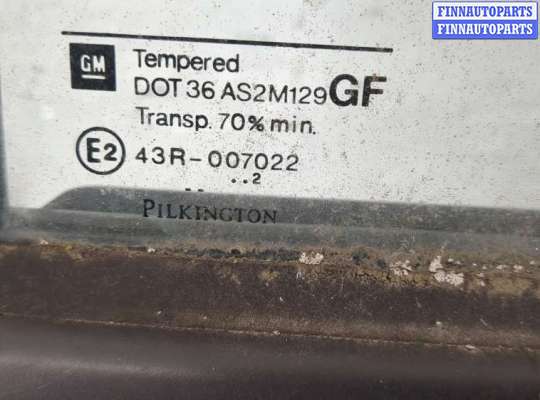 FINNAUTOPARTS
FINNAUTOPARTS
GM Tempered
DOT 36 AS2M129 GF
Transp. 70% min.
E2 43R-007022
..2
PILKINGTON